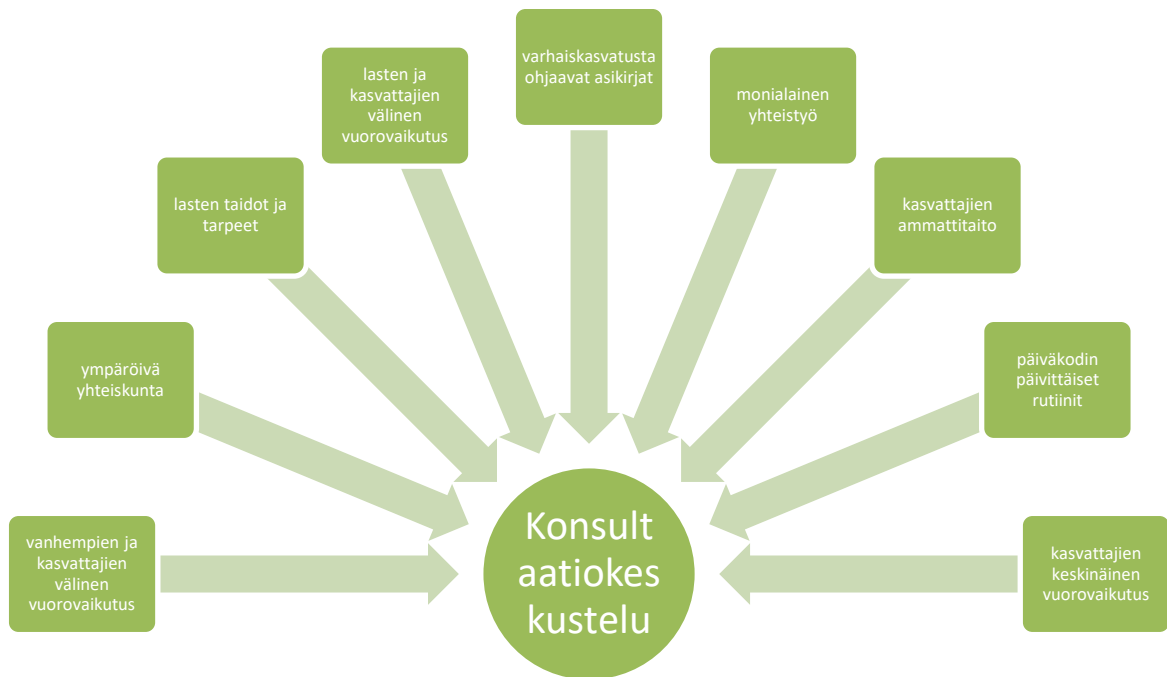 varhaiskasvatusta
ohjaavat asikirjat
lasten ja
kasvattajien
välinen
vuorovaikutus
monialainen
yhteistyö
lasten taidot ja
tarpeet
kasvattajien
ammattitaito
ympäröivä
yhteiskunta
päiväkodin
päivittäiset
rutiinit
vanhempien ja
kasvattajien
välinen
vuorovaikutus
Konsult
aatiokes
kustelu
kasvattajien
keskinäinen
vuorovaikutus